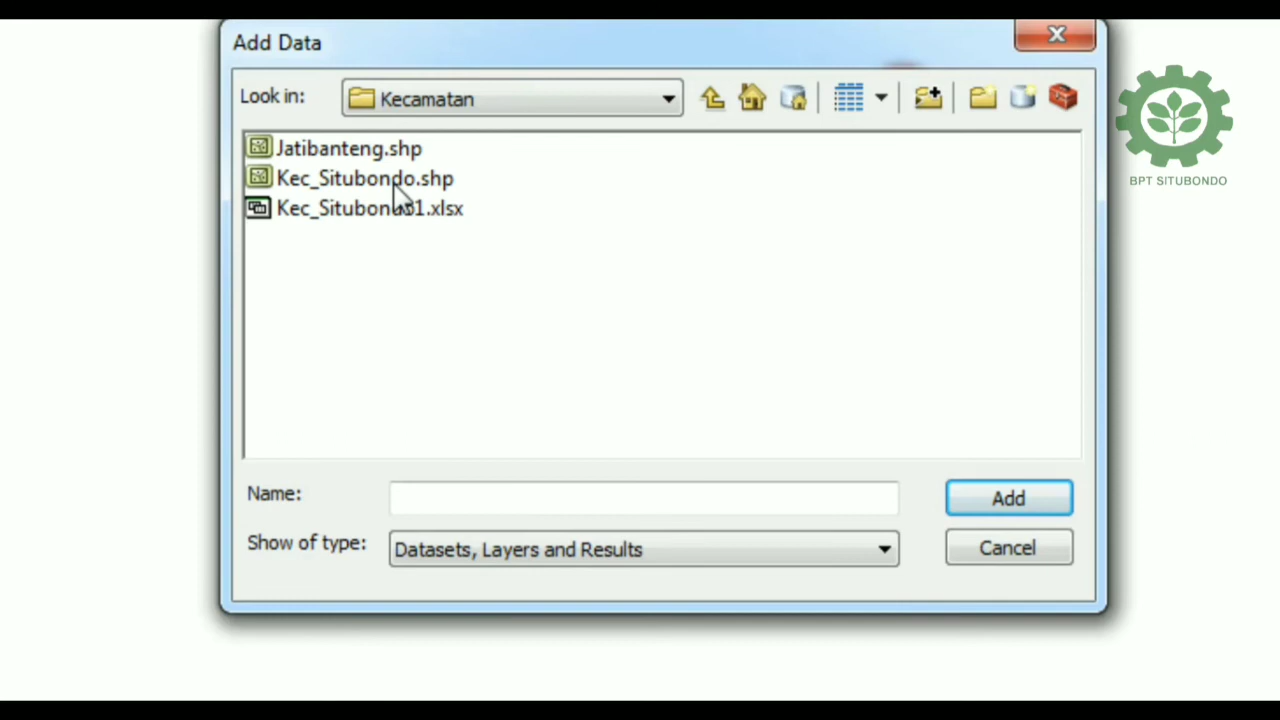 Add Data
Look in:
Kecamatan
Jatibanteng.shp
Kec_Situbondo.shp
.xlsx
Name:
Add
Show of type:
Datasets, Layers and Results
Cancel
BPT SITUBONDO